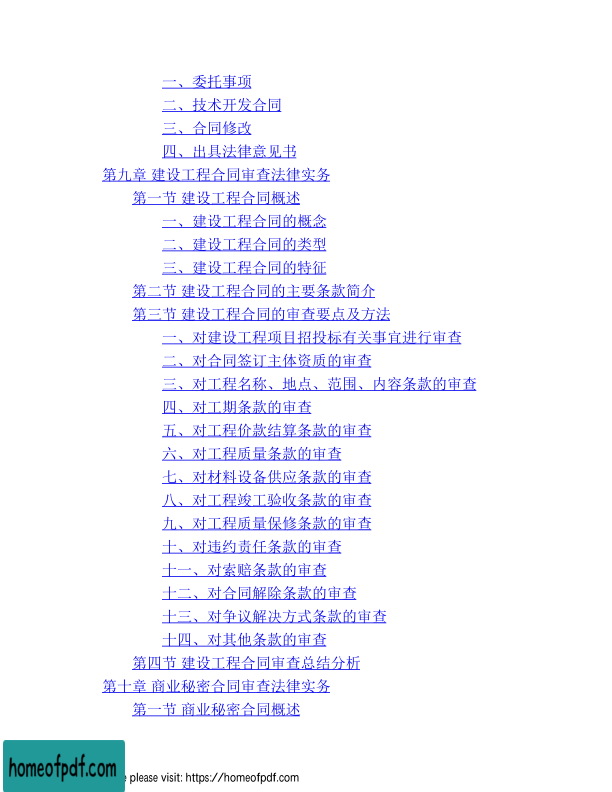 一、委托事项
二、技术开发合同
三、合同修改
四、出具法律意见书
第九章 建设工程合同审查法律实务
第一节 建设工程合同概述
一、建设工程合同的概念
二、建设工程合同的类型
三、建设工程合同的特征
第二节 建设工程合同的主要条款简介
第三节 建设工程合同的审查要点及方法
一、对建设工程项目招投标有关事宜进行审查
二、对合同签订主体资质的审查
三、对工程名称、地点、范围、内容条款的审查
四、对工期条款的审查
五、对工程价款结算条款的审查
六、对工程质量条款的审查
七、对材料设备供应条款的审查
八、对工程竣工验收条款的审查
九、对工程质量保修条款的审查
十、对违约责任条款的审查
十一、对索赔条款的审查
十二、对合同解除条款的审查
十三、对争议解决方式条款的审查
十四、对其他条款的审查
第四节 建设工程合同审查总结分析
第十章 商业秘密合同审查法律实务
第一节 商业秘密合同概述
homeofpdf.com
please visit: https://homeofpdf.com